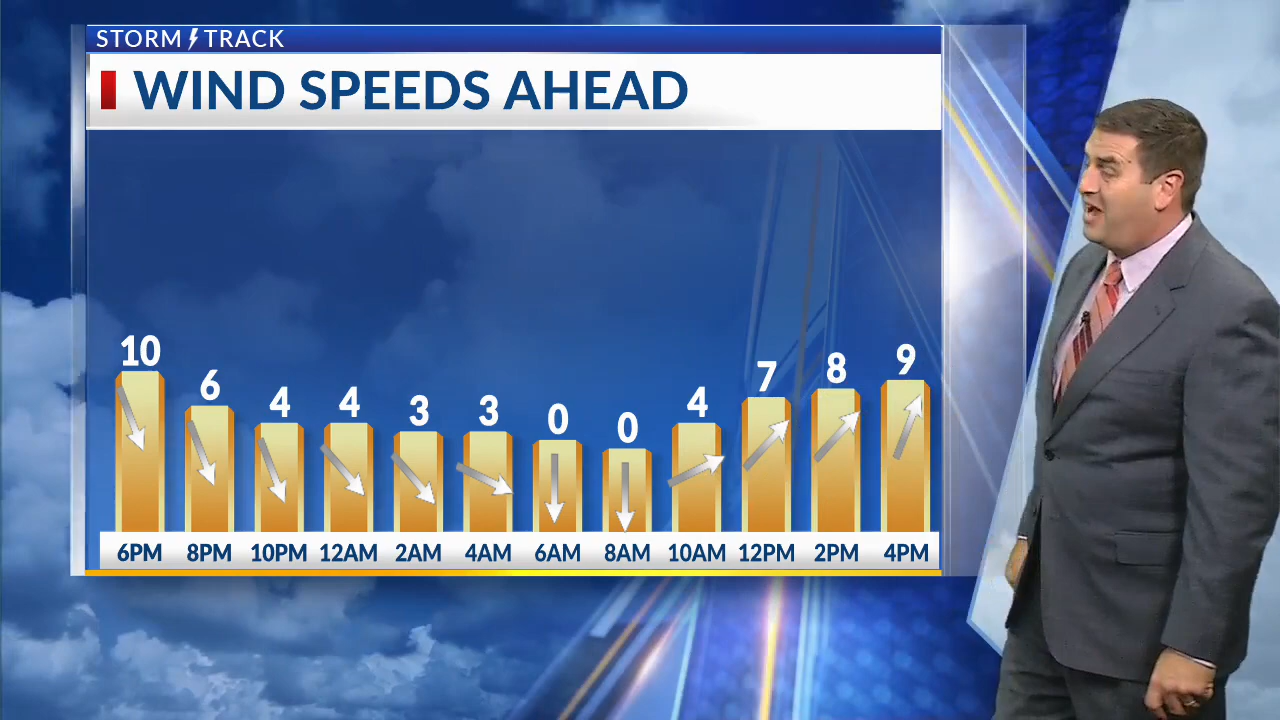 STORM TRACK
WIND SPEEDS AHEAD
10 6 4 4 3 3 0 0 4 7 8 9
6PM 8PM 10PM 12AM 2AM 4AM 6AM 8AM 10AM 12PM 2PM 4PM